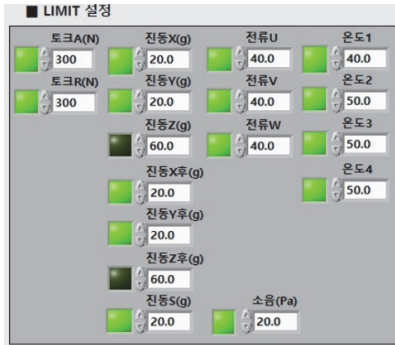 ■ LIMIT 설정
토크A(N) 진동X(g) 전류U 온도1
300 20.0 40.0 40.0
토크R(N) 진동Y(g) 전류V 온도2
300 20.0 40.0 50.0
진동Z(g) 전류W 온도3
60.0 40.0 50.0
진동X후(g) 온도4
20.0 50.0
진동Y후(g)
20.0
진동Z후(g)
60.0
진동S(g) 소음(Pa)
20.0 20.0